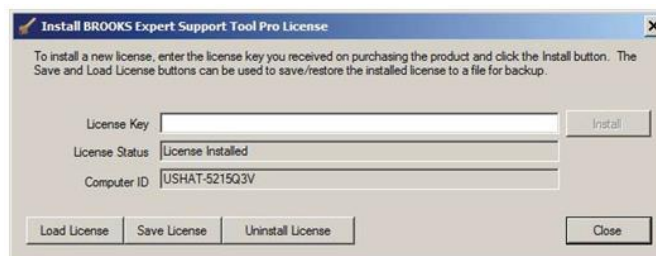 Install BROOKS Expert Support Tool Pro License
To install a new license, enter the license key you received on purchasing the product and click the Install button. The
Save and Load License buttons can be used to save/restore the installed license to a file for backup.
License Key
Install
License Status License Installed
Computer ID USHAT-5215Q3V
Load License Save License Uninstall License Close